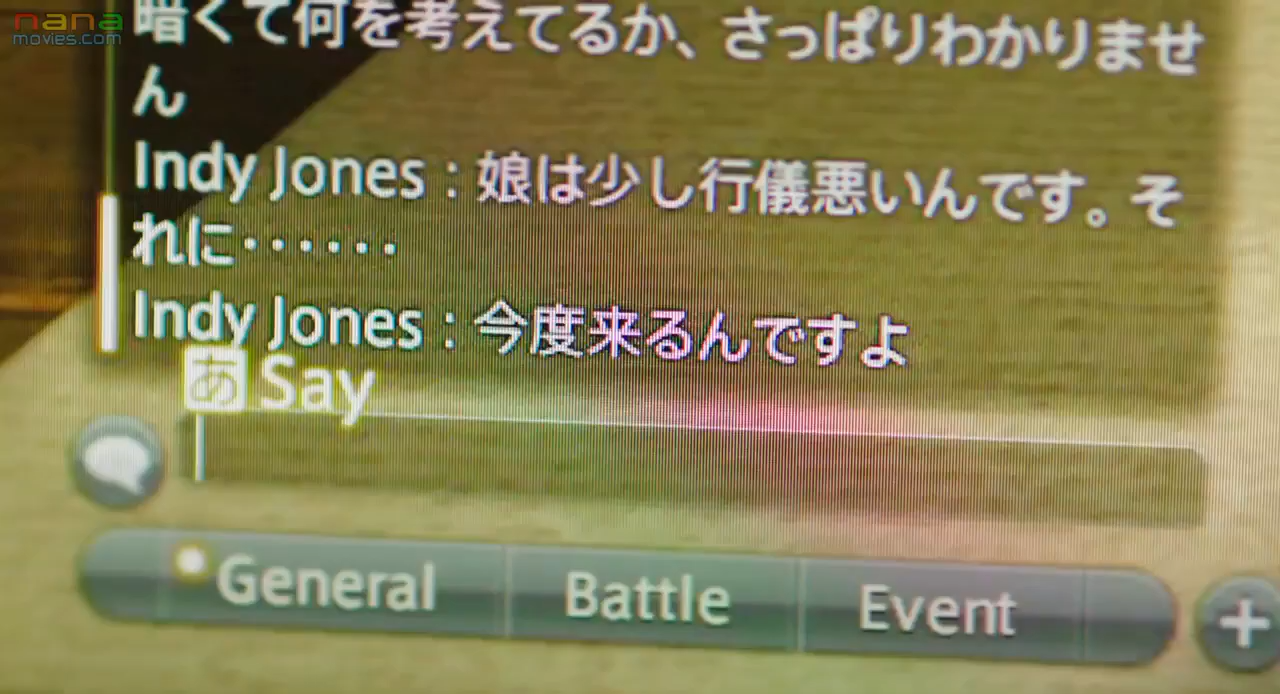 nana
movies.com
暗くて何を考えてるか、さっぱりわかりませ
ん
Indy Jones : 娘は少し行儀悪いんです。そ
れに・・・・・・
Indy Jones : 今度来るんですよ
あ Say
General Battle Event